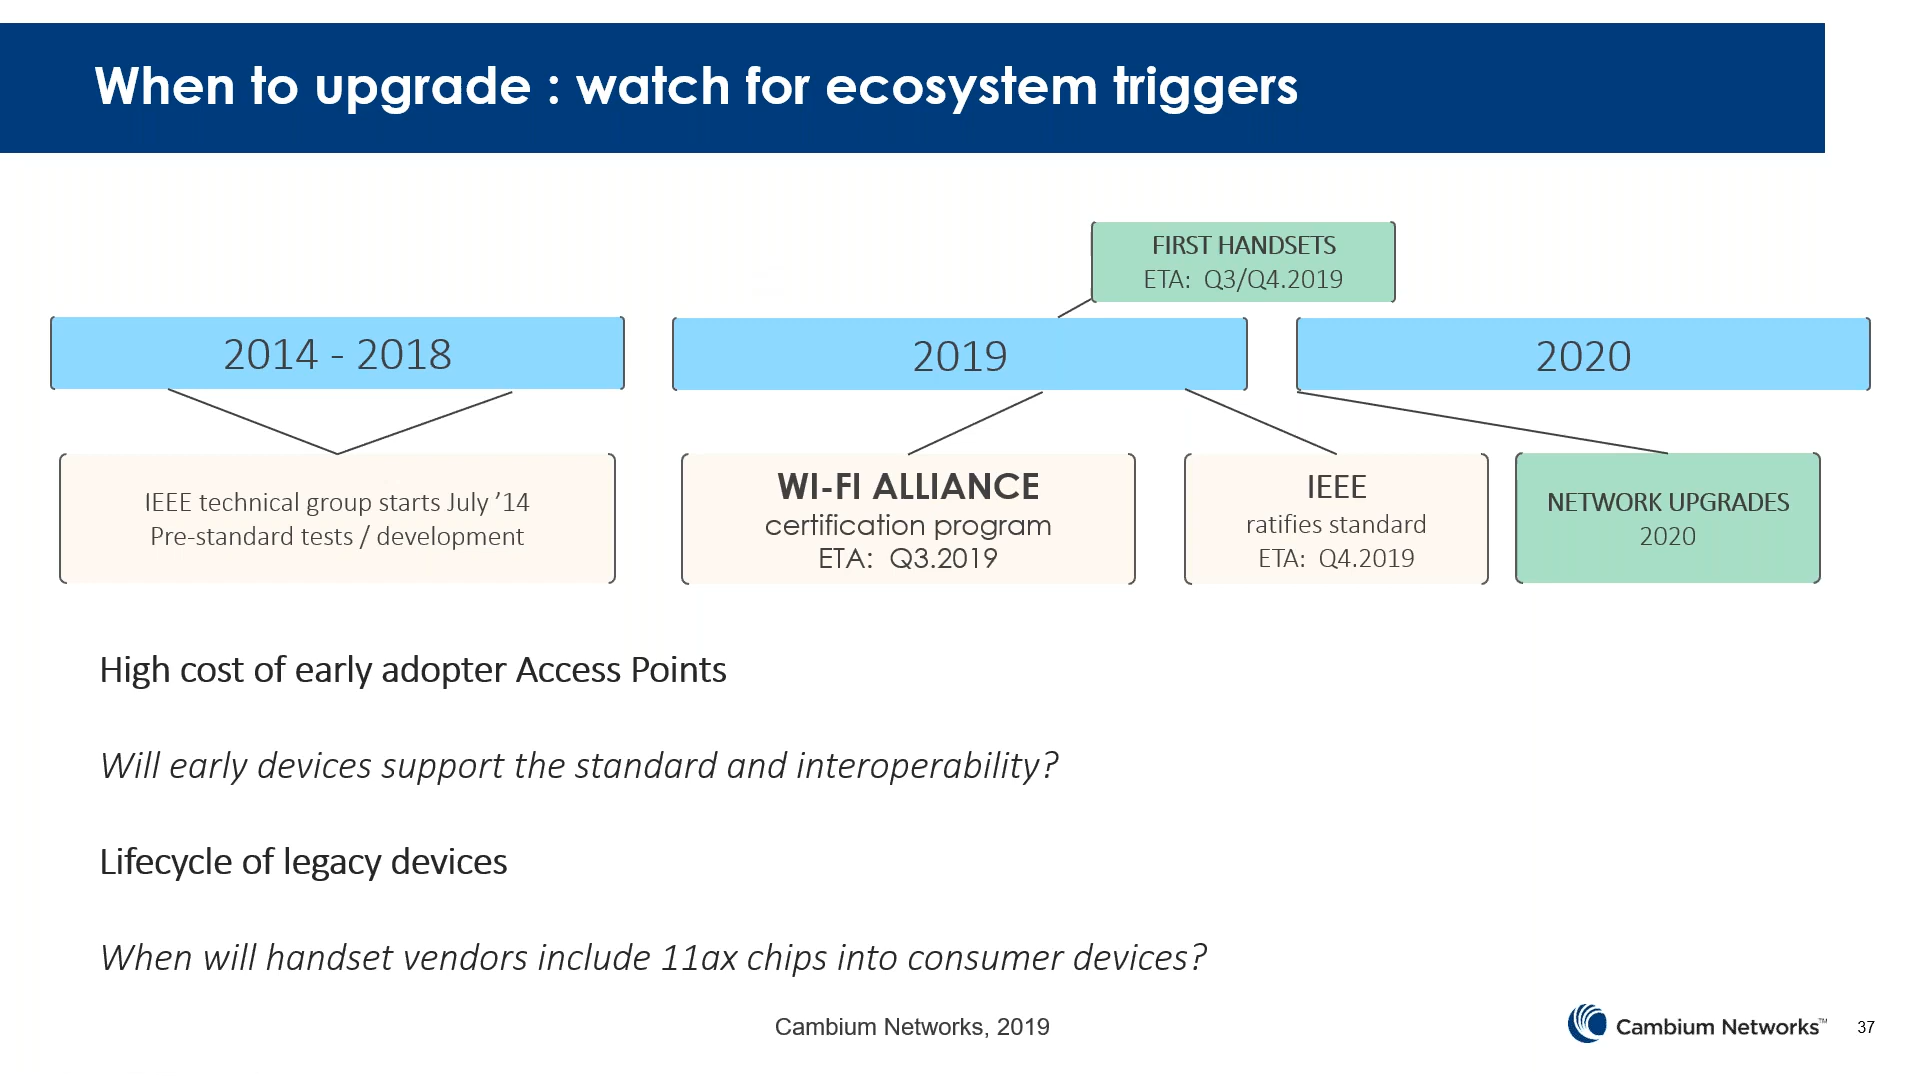 When to upgrade : watch for ecosystem triggers
FIRST HANDSETS
ETA: Q3/Q4.2019
2014 - 2018
2019
2020
IEEE technical group starts July ’14
Pre-standard tests / development
WI-FI ALLIANCE
certification program
ETA: Q3.2019
IEEE
ratifies standard
ETA: Q4.2019
NETWORK UPGRADES
2020
High cost of early adopter Access Points
Will early devices support the standard and interoperability?
Lifecycle of legacy devices
When will handset vendors include 11ax chips into consumer devices?
Cambium Networks, 2019
Cambium Networks™
37